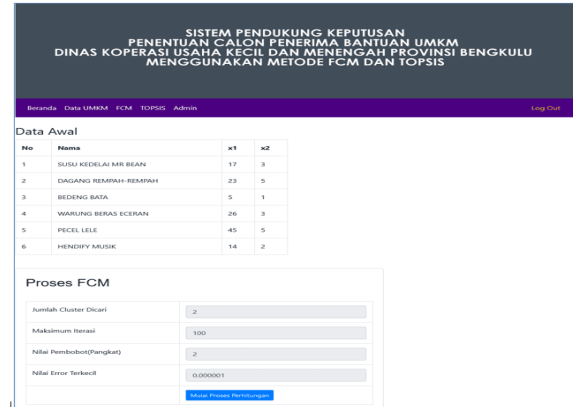 SISTEM PENDUKUNG KEPUTUSAN
PENENTUAN CALON PENERIMA BANTUAN UMKM
DINAS KOPERASI USAHA KECIL DAN MENENGAH PROVINSI BENGKULU
MENGGUNAKAN METODE FCM DAN TOPSIS
Beranda Data UMKM FCM TOPSIS Admin Log Out
Data Awal
No Nama x1 x2
1 SUSU KEDELAI MR BEAN 17 3
2 DAGANG REMPAH-REMPAH 23 5
3 BEDENG BATA 5 1
4 WARUNG BERAS ECERAN 26 3
5 PECEL LELE 45 5
6 HENDIFY MUSIK 14 2
Proses FCM
Jumlah Cluster Dicari 2
Maksimum Iterasi 100
Nilai Pembobot(Pangkat) 2
Nilai Error Terkecil 0,000001
Mulai Proses Perhitungan